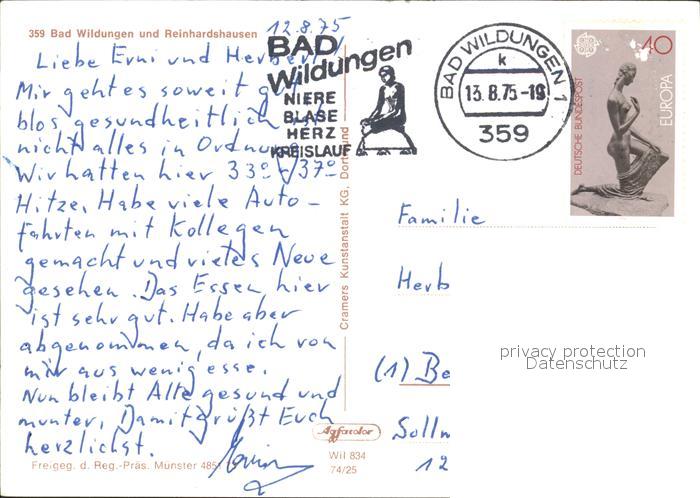 359 Bad Wildungen und Reinhardshausen
12.8.75
Liebe Erni und Herbert!
Mir geht es soweit g
blos gesundheitlich ist
nicht alles in Ordnung
Wir hatten hier 33° - 37°
Hitze. Habe viele Auto-
fahrten mit Kollegen
gemacht und vieles Neue
gesehen. Das Essen hier
ist sehr gut. Habe aber
abgenommen, da ich von
mir aus wenig esse.
Nun bleibt Alle gesund und
munter, Damit grüßt Euch
herzlichst.
Freigeg. d. Reg.-Präs. Münster
BAD
Wildungen
NIERE
BLASE
HERZ
KREISLAUF
BAD WILDUNGEN 1
k
13.8.75-19
359
40
DEUTSCHE BUNDESPOST
EUROPA
CEPT
Cramers Kunstanstalt KG, Dortmund
Agfacolor
Wil 834
74/25
Familie
Herb
(1) Be
Solln
12
privacy protection
Datenschutz